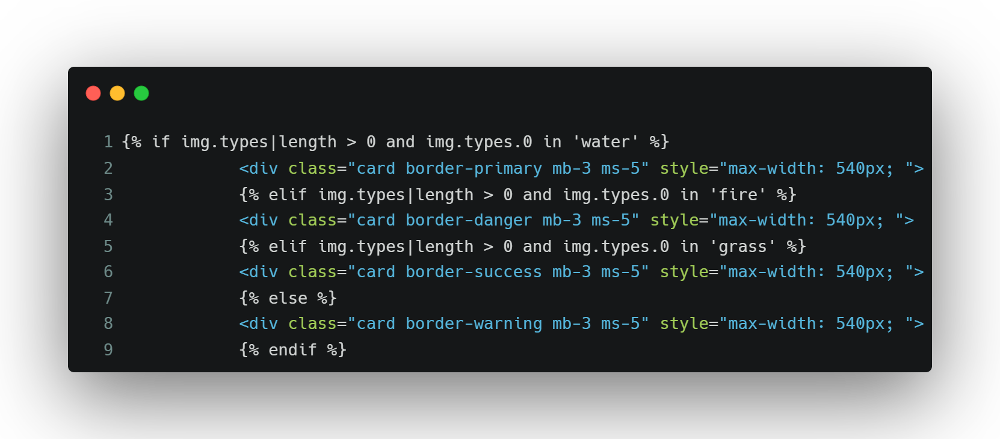 1 {% if img.types|length > 0 and img.types.0 in 'water' %}
2 <div class="card border-primary mb-3 ms-5" style="max-width: 540px; ">
3 {% elif img.types|length > 0 and img.types.0 in 'fire' %}
4 <div class="card border-danger mb-3 ms-5" style="max-width: 540px; ">
5 {% elif img.types|length > 0 and img.types.0 in 'grass' %}
6 <div class="card border-success mb-3 ms-5" style="max-width: 540px; ">
7 {% else %}
8 <div class="card border-warning mb-3 ms-5" style="max-width: 540px; ">
9 {% endif %}